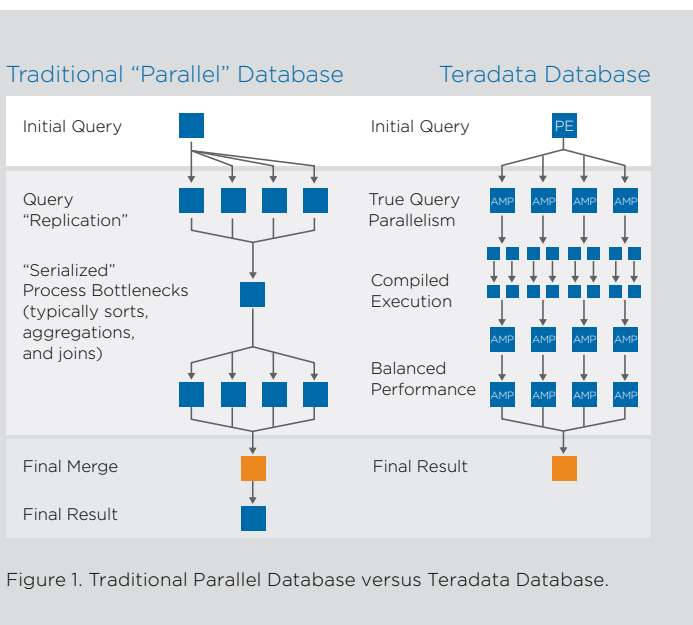 Traditional “Parallel” Database
Initial Query
Query
“Replication”
“Serialized”
Process Bottlenecks
(typically sorts,
aggregations,
and joins)
Final Merge
Final Result
Teradata Database
Initial Query
PE
True Query
Parallelism
AMP AMP AMP AMP
Compiled
Execution
AMP AMP AMP AMP
Balanced
Performance
AMP AMP AMP AMP
Final Result
Figure 1. Traditional Parallel Database versus Teradata Database.